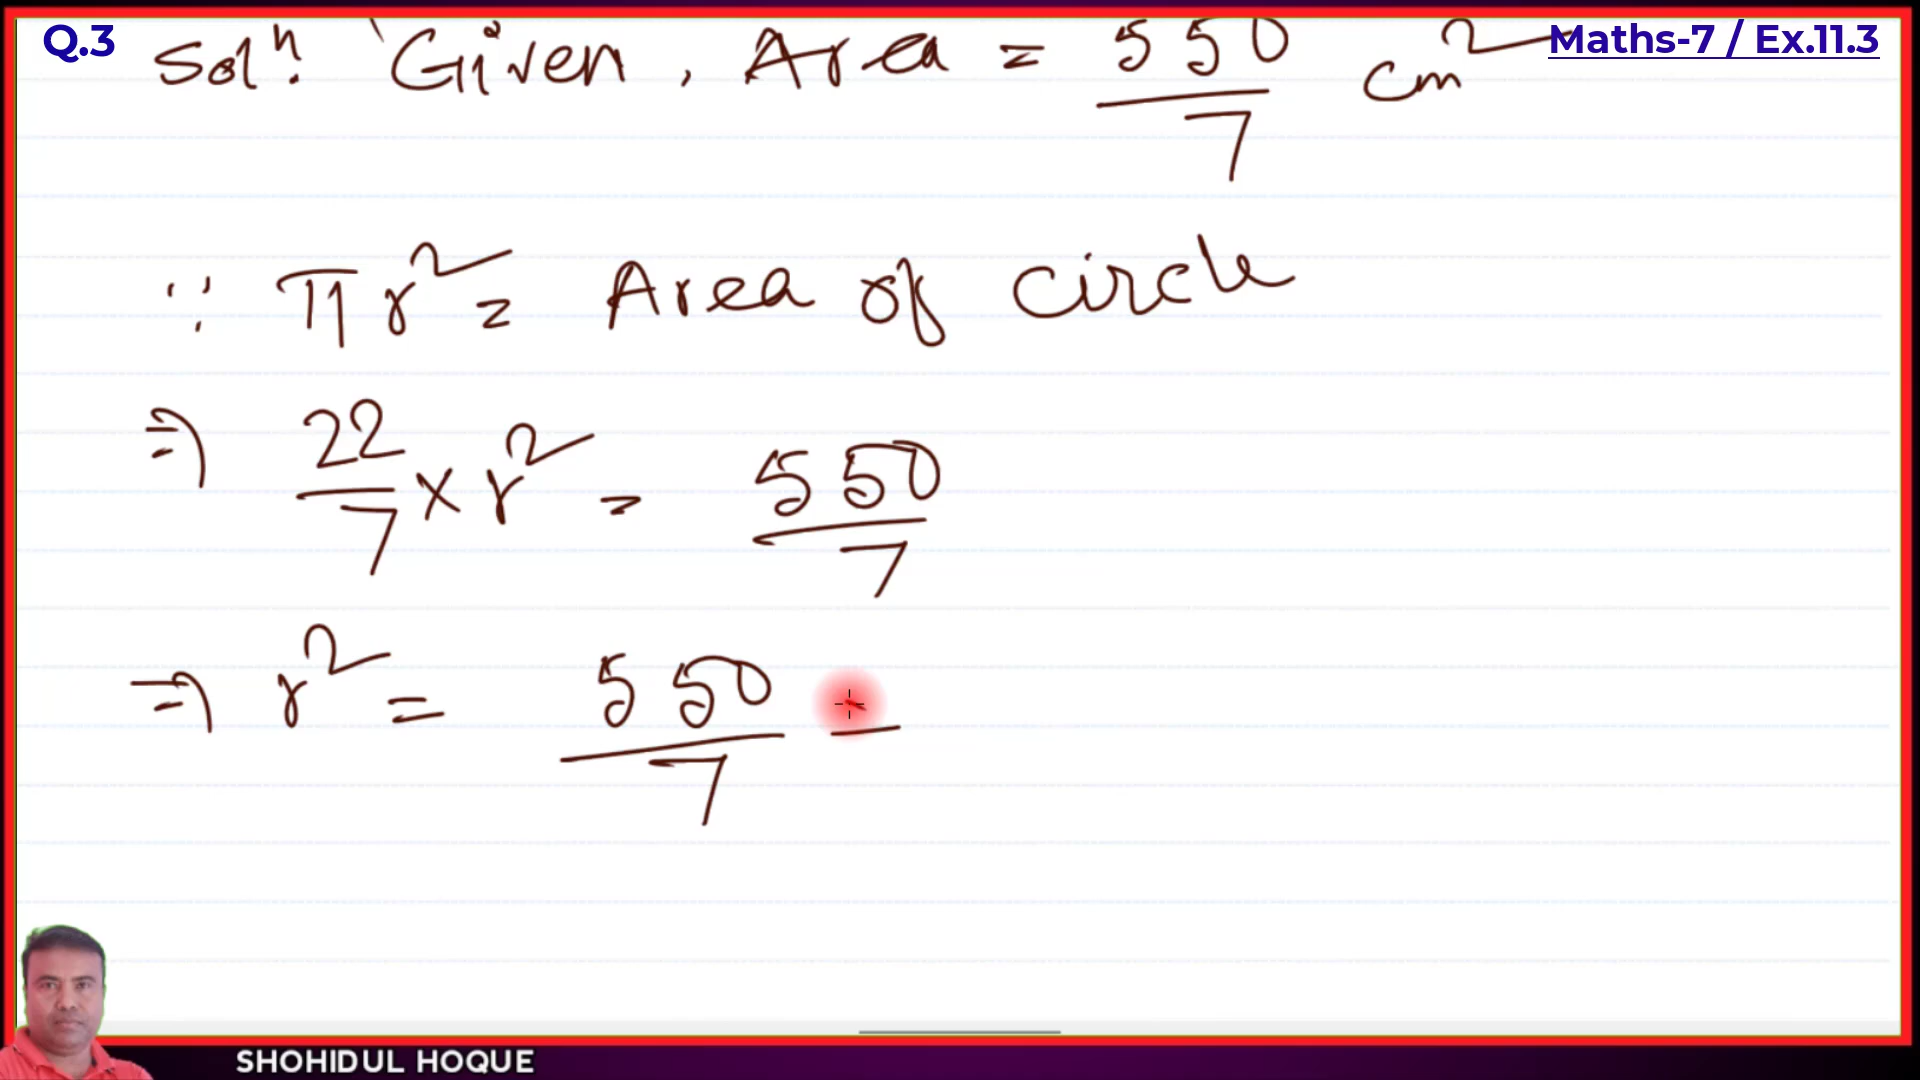 Q.3
Maths-7 / Ex.11.3
Solⁿ: Given, Area = 550/7 cm²
∵ πr² = Area of circle
⇒ 22/7 × r² = 550/7
⇒ r² = 550/7
SHOHIDUL HOQUE